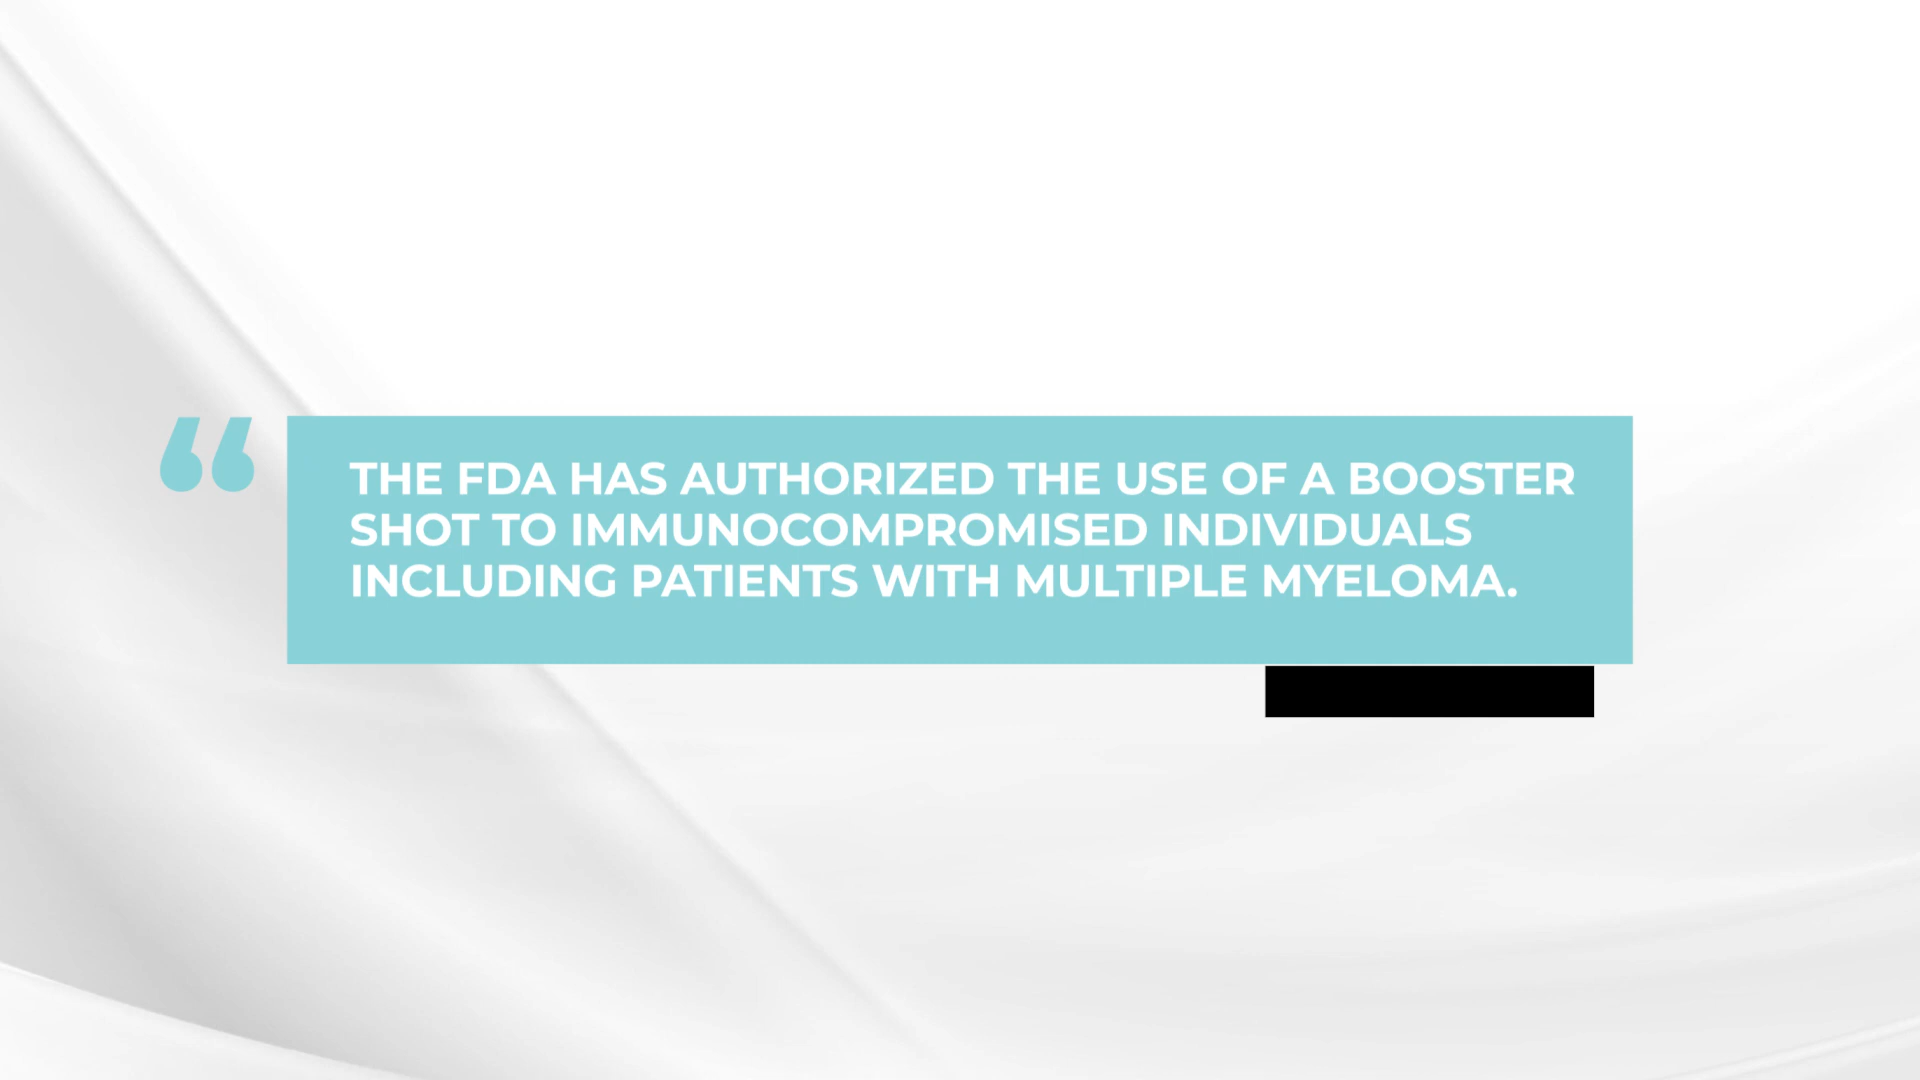 “
THE FDA HAS AUTHORIZED THE USE OF A BOOSTER
SHOT TO IMMUNOCOMPROMISED INDIVIDUALS
INCLUDING PATIENTS WITH MULTIPLE MYELOMA.